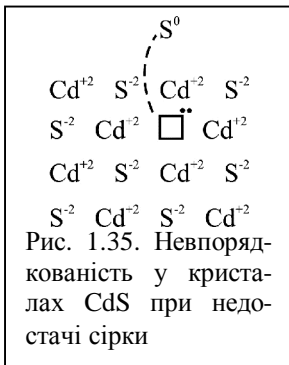 S⁰
Cd⁺² S⁻² Cd⁺² S⁻²
S⁻² Cd⁺² □ Cd⁺²
Cd⁺² S⁻² Cd⁺² S⁻²
S⁻² Cd⁺² S⁻² Cd⁺²
Рис. 1.35. Невпоряд-
кованість у криста-
лах CdS при недо-
стачі сірки